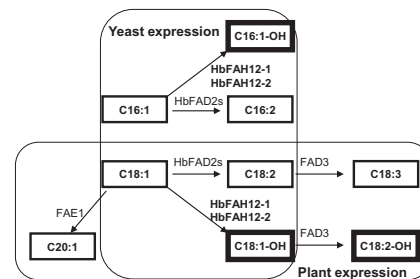 Yeast expression
C16:1-OH
HbFAH12-1
HbFAH12-2
HbFAD2s
C16:1
C16:2
C18:1
HbFAD2s
C18:2
FAD3
C18:3
FAE1
HbFAH12-1
HbFAH12-2
FAD3
C20:1
C18:1-OH
C18:2-OH
Plant expression